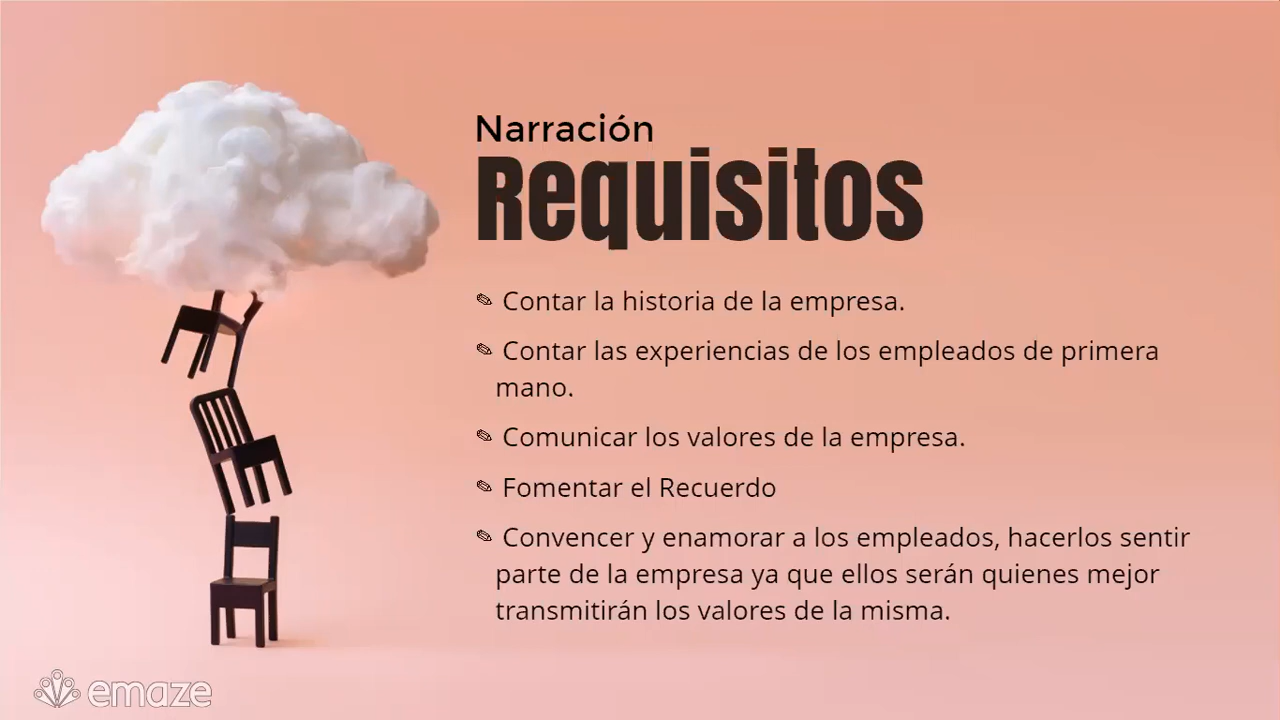 Narración
Requisitos
✎ Contar la historia de la empresa.
✎ Contar las experiencias de los empleados de primera
mano.
✎ Comunicar los valores de la empresa.
✎ Fomentar el Recuerdo
✎ Convencer y enamorar a los empleados, hacerlos sentir
parte de la empresa ya que ellos serán quienes mejor
transmitirán los valores de la misma.
emaze